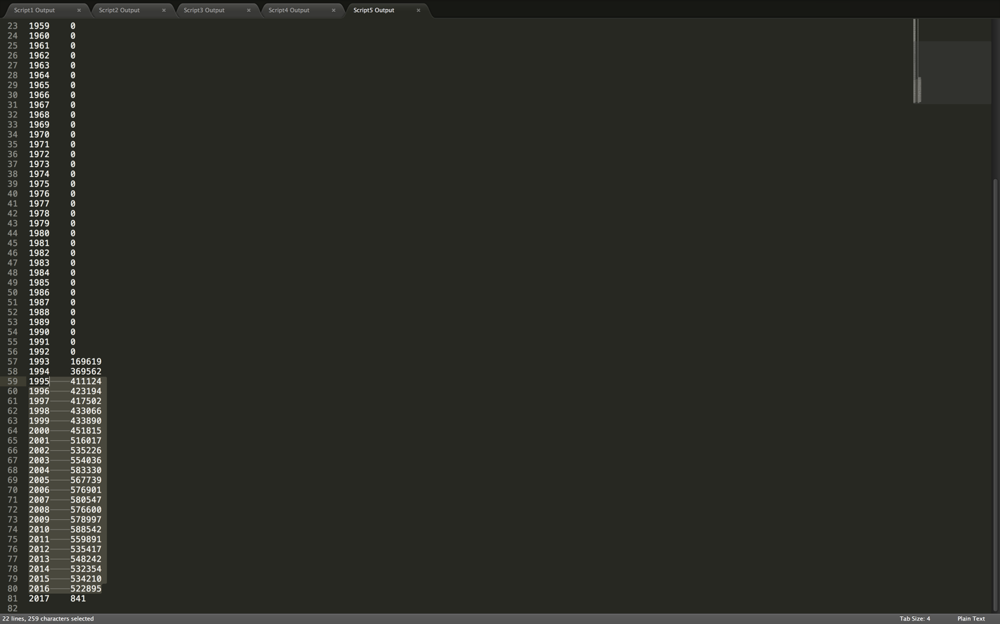 Script1 Output × Script2 Output × Script3 Output × Script4 Output × Script5 Output ×
23 1959 0
24 1960 0
25 1961 0
26 1962 0
27 1963 0
28 1964 0
29 1965 0
30 1966 0
31 1967 0
32 1968 0
33 1969 0
34 1970 0
35 1971 0
36 1972 0
37 1973 0
38 1974 0
39 1975 0
40 1976 0
41 1977 0
42 1978 0
43 1979 0
44 1980 0
45 1981 0
46 1982 0
47 1983 0
48 1984 0
49 1985 0
50 1986 0
51 1987 0
52 1988 0
53 1989 0
54 1990 0
55 1991 0
56 1992 0
57 1993 169619
58 1994 369562
59 1995 411124
60 1996 423194
61 1997 417502
62 1998 433066
63 1999 433890
64 2000 451815
65 2001 516017
66 2002 535226
67 2003 554036
68 2004 583330
69 2005 567739
70 2006 576901
71 2007 580547
72 2008 576600
73 2009 578997
74 2010 588542
75 2011 559891
76 2012 535417
77 2013 548242
78 2014 532354
79 2015 534210
80 2016 522895
81 2017 841
82
22 lines, 259 characters selected Tab Size: 4 Plain Text